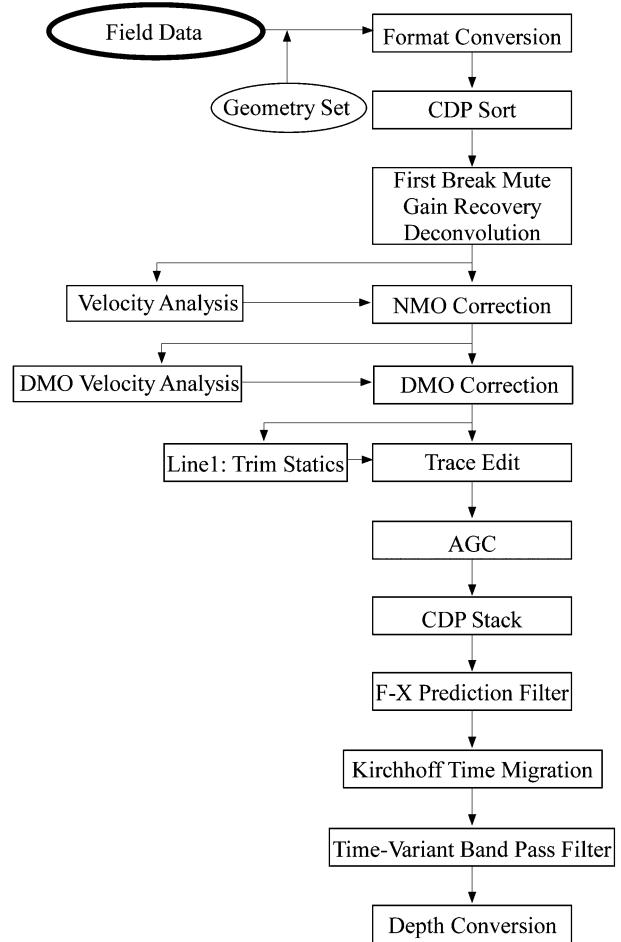 Field Data
Format Conversion
Geometry Set
CDP Sort
First Break Mute
Gain Recovery
Deconvolution
Velocity Analysis
NMO Correction
DMO Velocity Analysis
DMO Correction
Line1: Trim Statics
Trace Edit
AGC
CDP Stack
F-X Prediction Filter
Kirchhoff Time Migration
Time-Variant Band Pass Filter
Depth Conversion